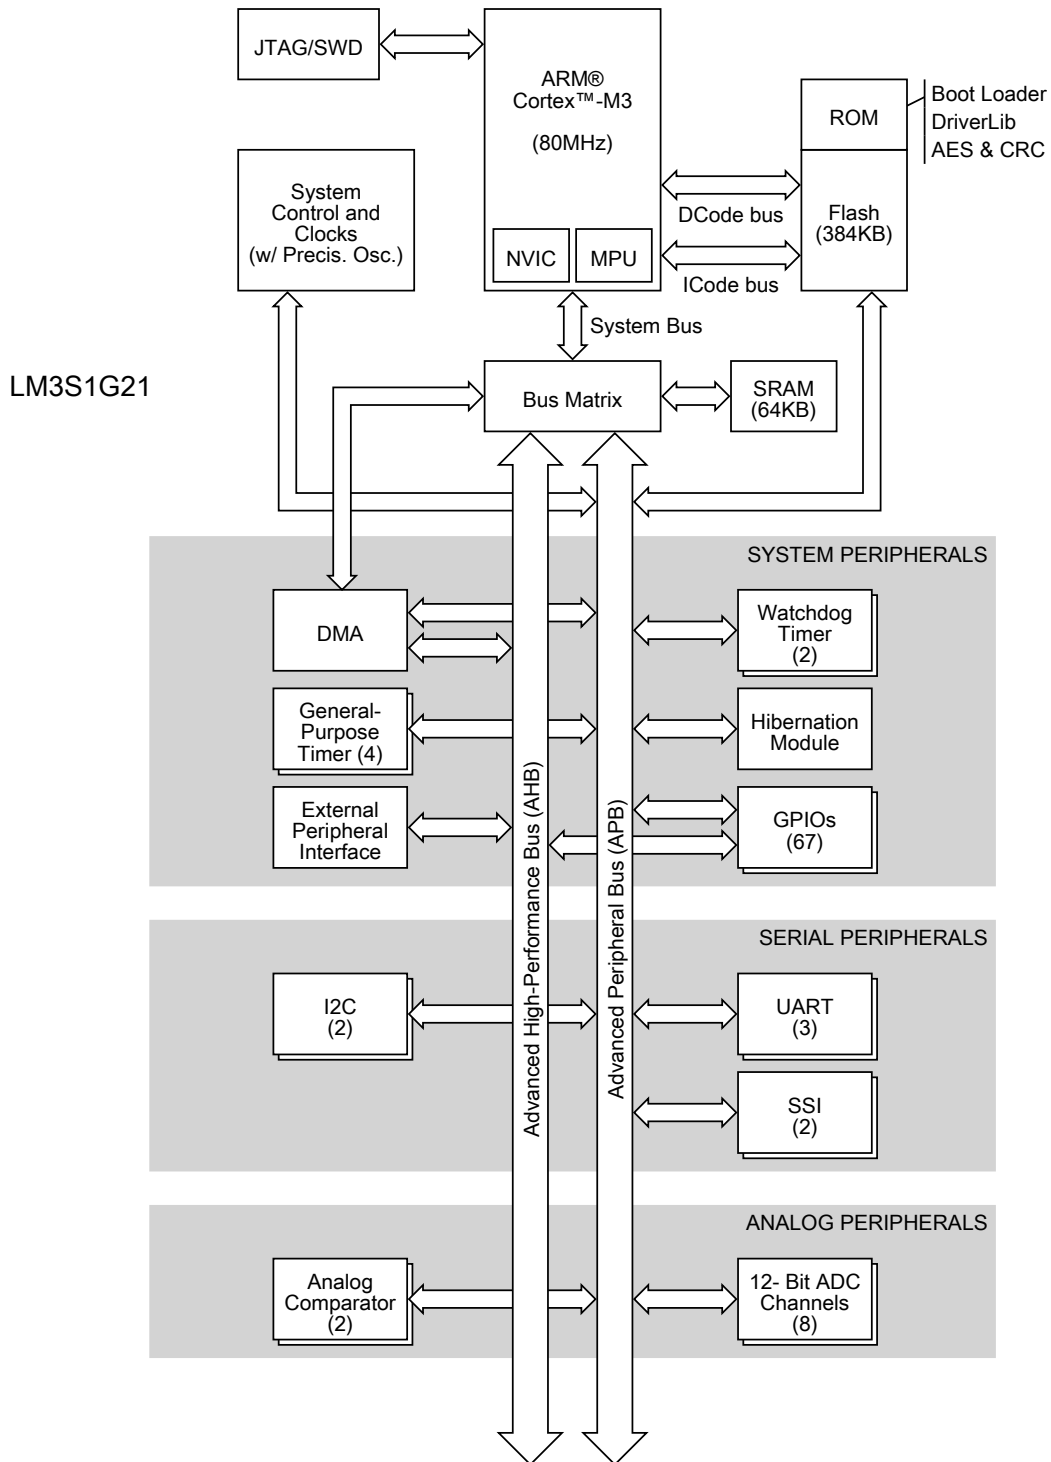 JTAG/SWD
ARM®
Cortex™-M3
(80MHz)
NVIC
MPU
ROM
Boot Loader
DriverLib
AES & CRC
Flash
(384KB)
DCode bus
ICode bus
System
Control and
Clocks
(w/ Precis. Osc.)
System Bus
LM3S1G21
Bus Matrix
SRAM
(64KB)
SYSTEM PERIPHERALS
DMA
Watchdog
Timer
(2)
General-
Purpose
Timer (4)
Hibernation
Module
External
Peripheral
Interface
GPIOs
(67)
Advanced High-Performance Bus (AHB)
Advanced Peripheral Bus (APB)
SERIAL PERIPHERALS
I2C
(2)
UART
(3)
SSI
(2)
ANALOG PERIPHERALS
Analog
Comparator
(2)
12- Bit ADC
Channels
(8)